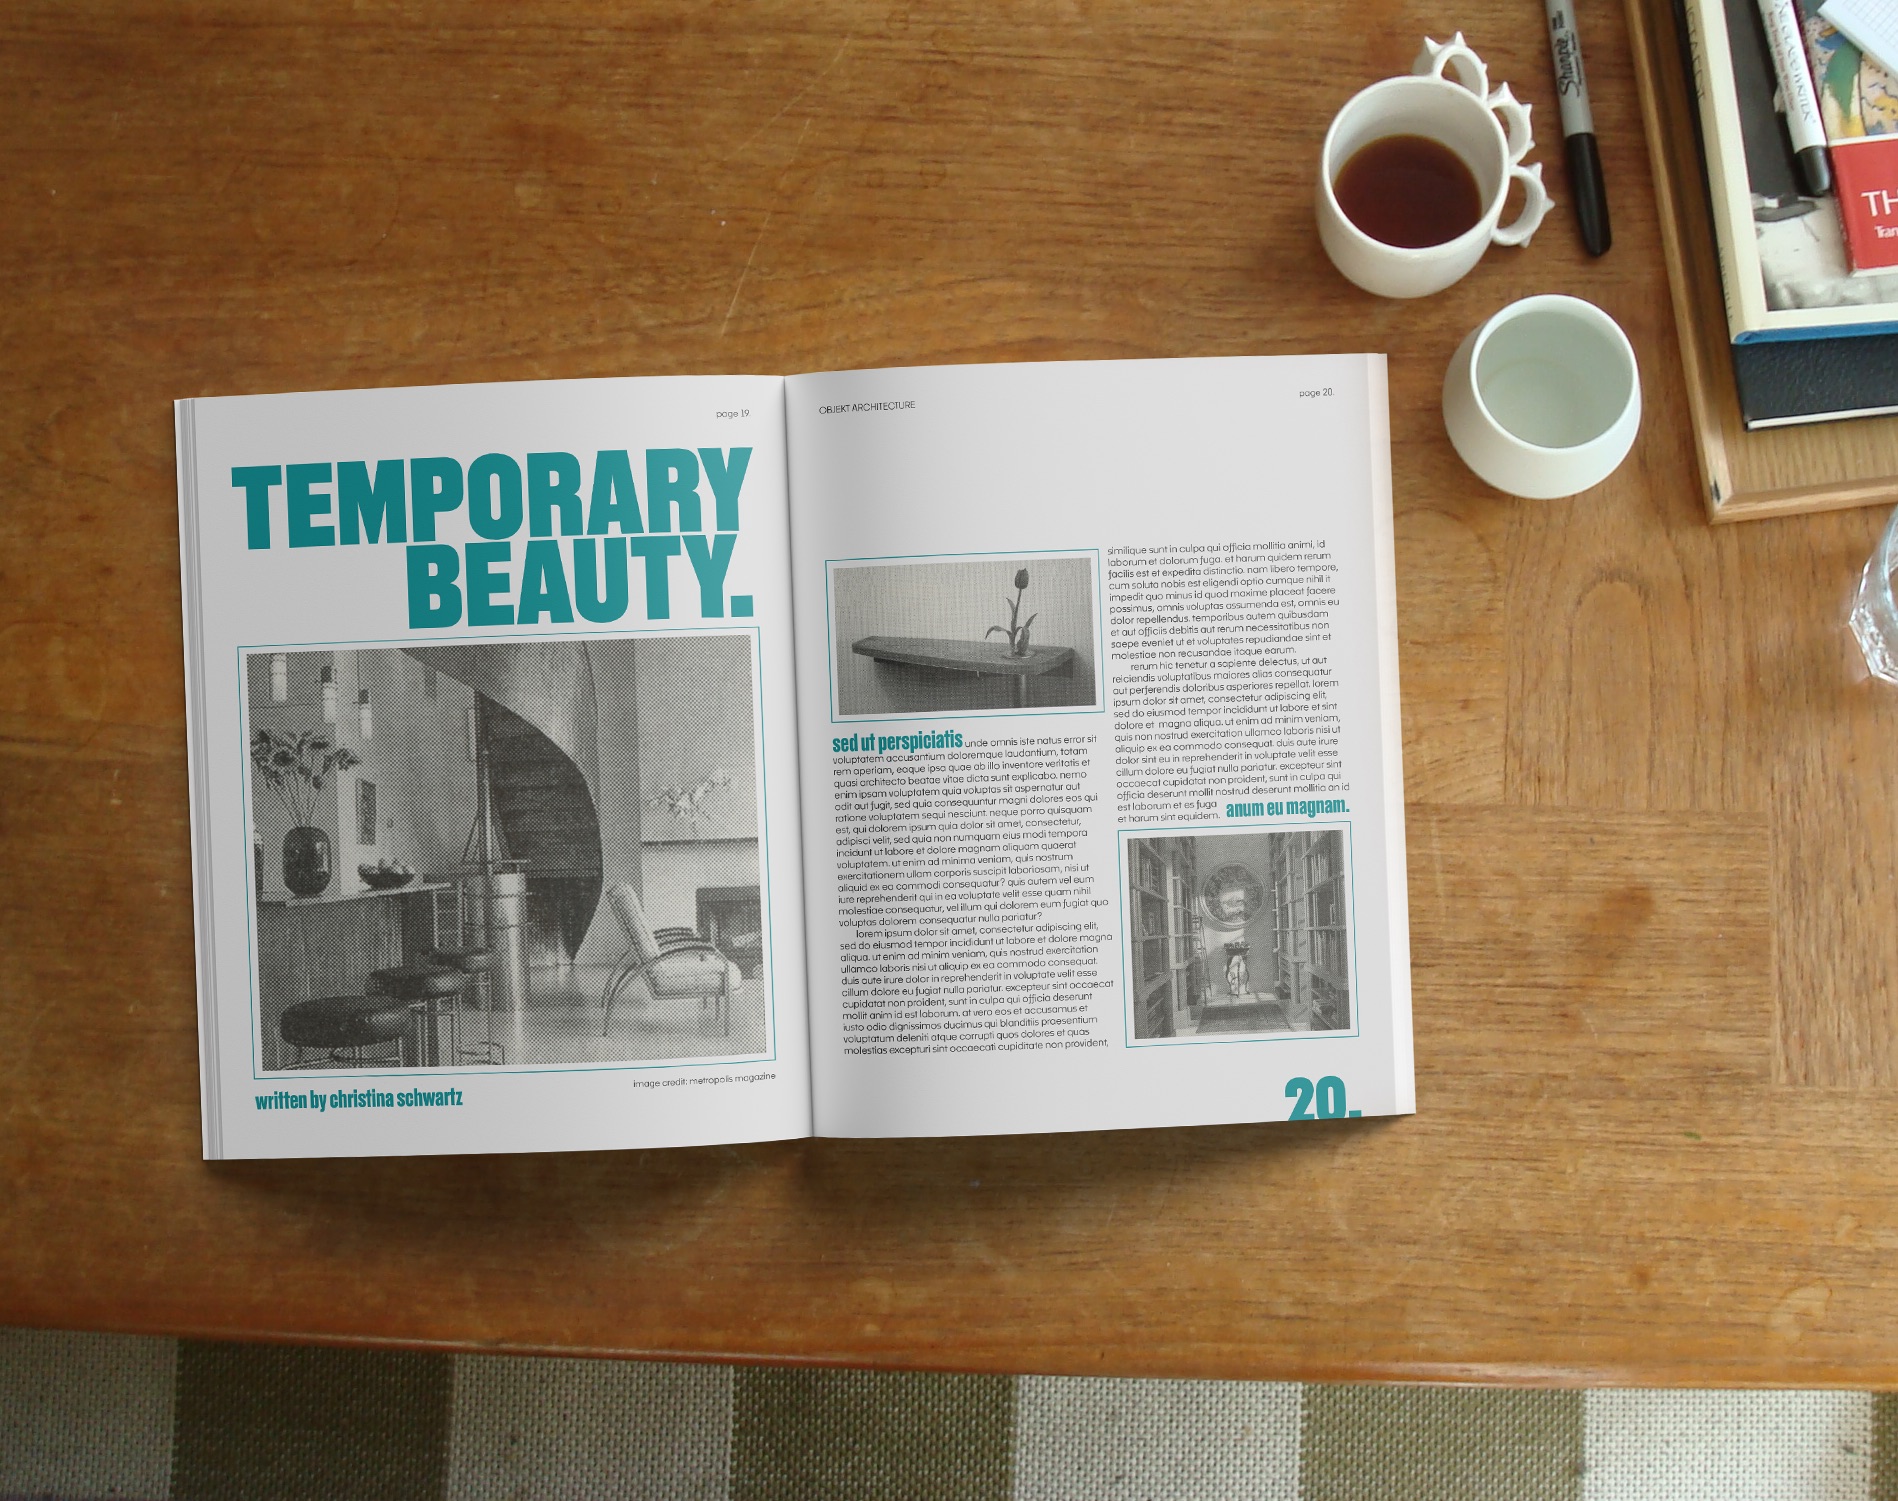 page 19.
TEMPORARY
BEAUTY.
written by christina schwartz
image credit: metropolis magazine
OBJEKT ARCHITECTURE
page 20.
sed ut perspiciatis unde omnis iste natus error sit
voluptatem accusantium doloremque laudantium, totam
rem aperiam, eaque ipsa quae ab illo inventore veritatis et
quasi architecto beatae vitae dicta sunt explicabo. nemo
enim ipsam voluptatem quia voluptas sit aspernatur aut
odit aut fugit, sed quia consequuntur magni dolores eos qui
ratione voluptatem sequi nesciunt. neque porro quisquam
est, qui dolorem ipsum quia dolor sit amet, consectetur,
adipisci velit, sed quia non numquam eius modi tempora
incidunt ut labore et dolore magnam aliquam quaerat
voluptatem. ut enim ad minima veniam, quis nostrum
exercitationem ullam corporis suscipit laboriosam, nisi ut
aliquid ex ea commodi consequatur? quis autem vel eum
iure reprehenderit qui in ea voluptate velit esse quam nihil
molestiae consequatur, vel illum qui dolorem eum fugiat quo
voluptas dolorem consequatur nulla pariatur?
lorem ipsum dolor sit amet, consectetur adipiscing elit,
sed do eiusmod tempor incididunt ut labore et dolore magna
aliqua. ut enim ad minim veniam, quis nostrud exercitation
ullamco laboris nisi ut aliquip ex ea commodo consequat.
duis aute irure dolor in reprehenderit in voluptate velit esse
cillum dolore eu fugiat nulla pariatur. excepteur sint occaecat
cupidatat non proident, sunt in culpa qui officia deserunt
mollit anim id est laborum. at vero eos et accusamus et
iusto odio dignissimos ducimus qui blanditiis praesentium
voluptatum deleniti atque corrupti quos dolores et quas
molestias excepturi sint occaecati cupiditate non provident,
similique sunt in culpa qui officia mollitia animi, id
laborum et dolorum fuga. et harum quidem rerum
facilis est et expedita distinctio. nam libero tempore,
cum soluta nobis est eligendi optio cumque nihil it
impedit quo minus id quod maxime placeat facere
possimus, omnis voluptas assumenda est, omnis eu
dolor repellendus. temporibus autem quibusdam
et aut officiis debitis aut rerum necessitatibus non
saepe eveniet ut et voluptates repudiandae sint et
molestiae non recusandae itaque earum.
rerum hic tenetur a sapiente delectus, ut aut
reiciendis voluptatibus maiores alias consequatur
aut perferendis doloribus asperiores repellat. lorem
ipsum dolor sit amet, consectetur adipiscing elit,
sed do eiusmod tempor incididunt ut labore et sint
dolore et magna aliqua. ut enim ad minim veniam,
quis non nostrud exercitation ullamco laboris nisi ut
aliquip ex ea commodo consequat. duis aute irure
dolor sint eu in reprehenderit in voluptate velit esse
cillum dolore eu fugiat nulla pariatur. excepteur sint
occaecat cupidatat non proident, sunt in culpa qui
officia deserunt mollit nostrud deserunt mollitia an id
est laborum et es fuga anum eu magnam.
et harum sint equidem.
20.
Sharpie
TH
Tran